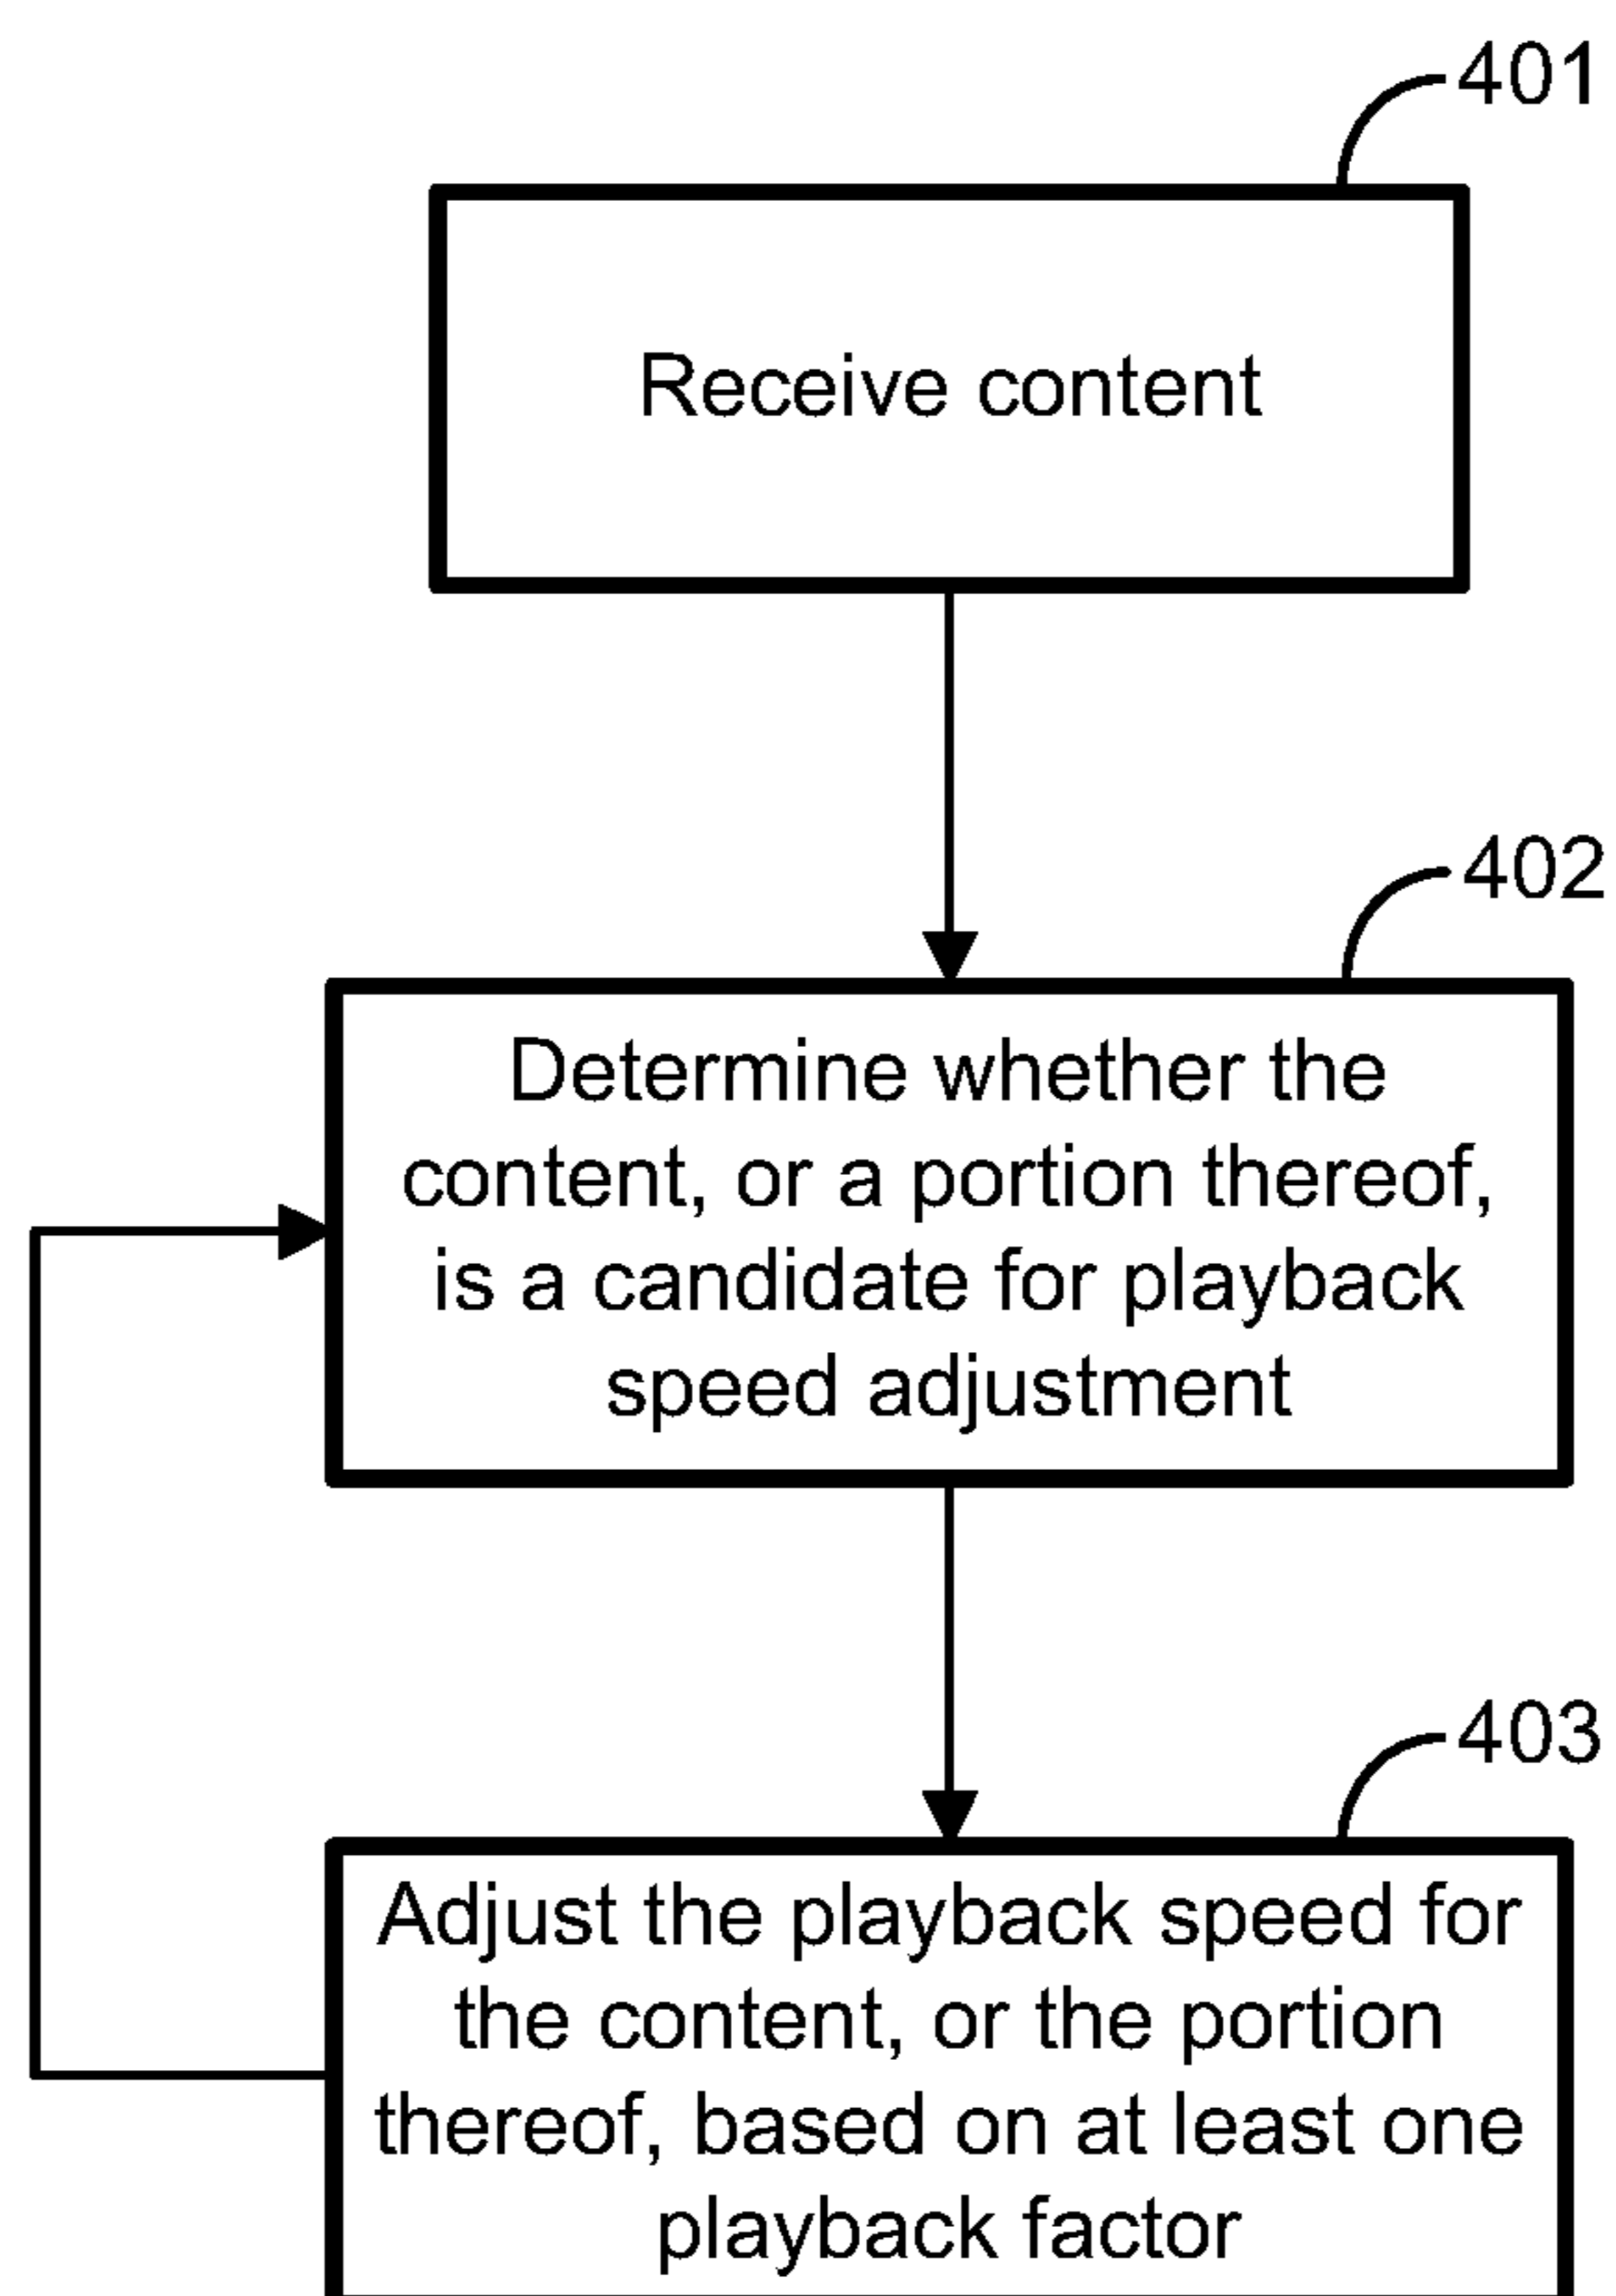 401
Receive content
402
Determine whether the
content, or a portion thereof,
is a candidate for playback
speed adjustment
403
Adjust the playback speed for
the content, or the portion
thereof, based on at least one
playback factor